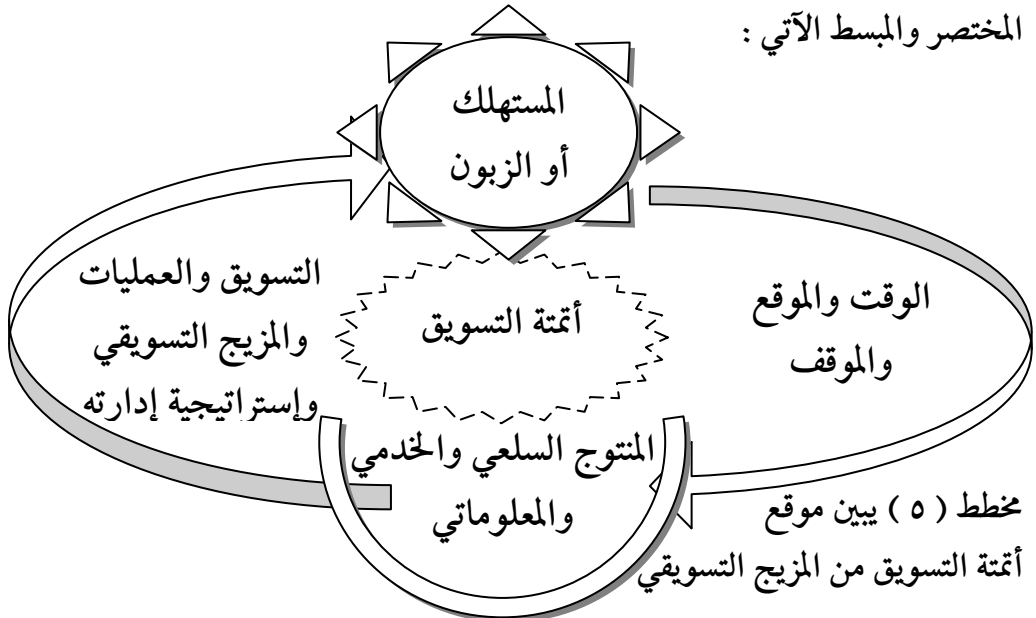 المختصر والمبسط الآتي :
المستهلك
أو الزبون
الوقت والموقع
والموقف
أتمتة التسويق
التسويق والعمليات
والمزيج التسويقي
وإستراتيجية إدارته
المنتوج السلعي والخدمي
والمعلوماتي
مخطط ( ٥ ) يبين موقع
أتمتة التسويق من المزيج التسويقي